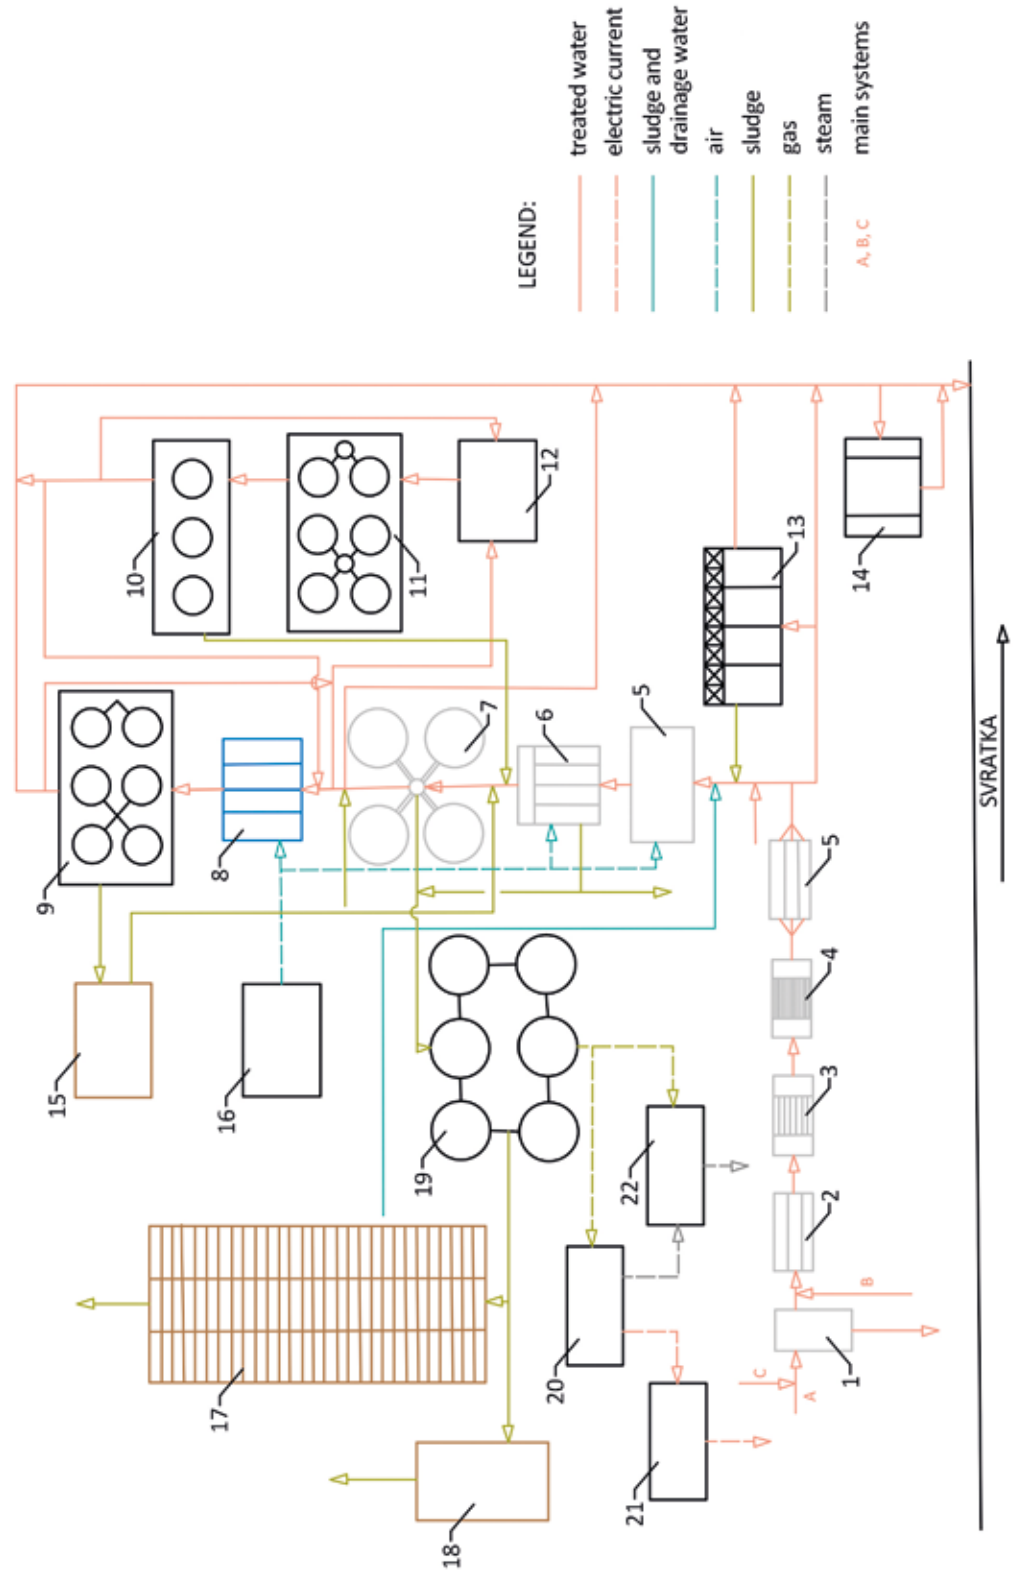 LEGEND:
treated water
electric current
sludge and
drainage water
air
sludge
gas
steam
A, B, C
main systems
9
10
11
12
8
7
6
5
13
14
15
16
17
18
19
20
21
22
1
2
3
4
5
A
B
C
SVRATKA